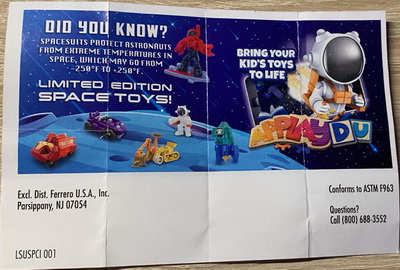 DID YOU KNOW?
SPACESUITS PROTECT ASTRONAUTS
FROM EXTREME TEMPERATURES IN
SPACE, WHICH MAY GO FROM
-250°F TO +250°F.
LIMITED EDITION
SPACE TOYS!
BRING YOUR
KID'S TOYS
TO LIFE
APPLAYDU
Excl. Dist. Ferrero U.S.A., Inc.
Parsippany, NJ 07054
LSUSPCI 001
Conforms to ASTM F963
Questions?
Call (800) 688-3552